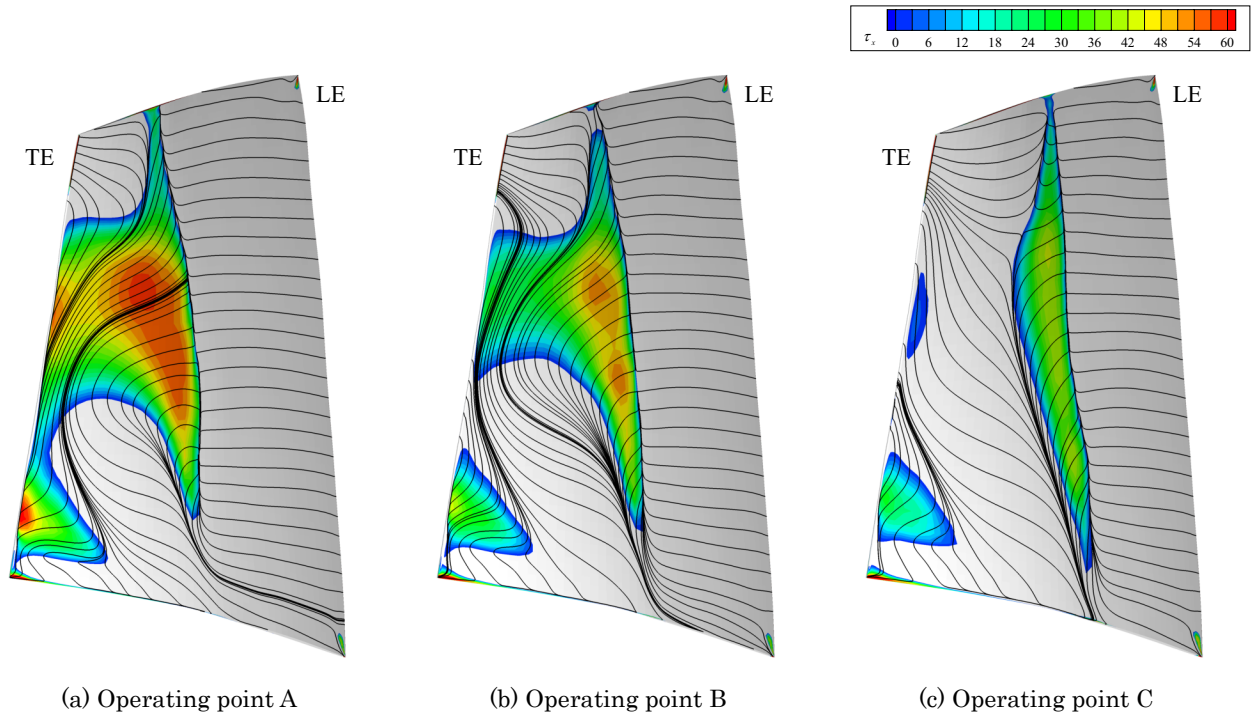 τx 0 6 12 18 24 30 36 42 48 54 60
LE
TE
LE
TE
LE
TE
(a) Operating point A
(b) Operating point B
(c) Operating point C